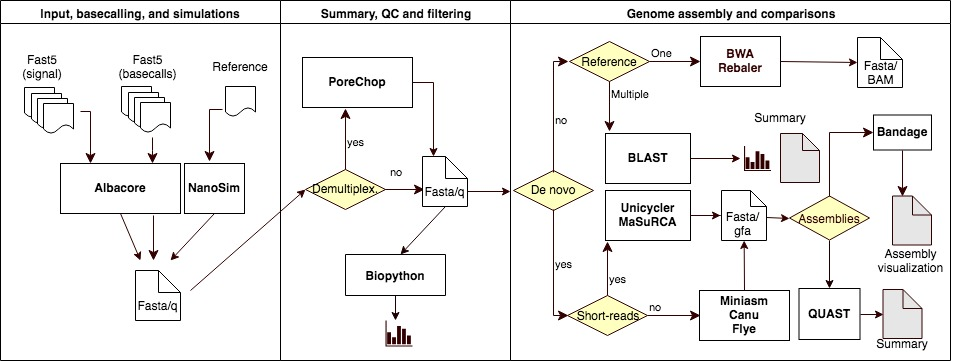 Input, basecalling, and simulations
Summary, QC and filtering
Genome assembly and comparisons
Fast5
(signal)
Fast5
(basecalls)
Reference
Albacore
NanoSim
Fasta/q
PoreChop
yes
Demultiplex.
no
Fasta/q
Biopython
Reference
One
BWA
Rebaler
Fasta/
BAM
Multiple
no
BLAST
Summary
Bandage
De novo
Unicycler
MaSuRCA
Fasta/
gfa
Assemblies
Assembly
visualization
yes
yes
Short-reads
no
Miniasm
Canu
Flye
QUAST
Summary